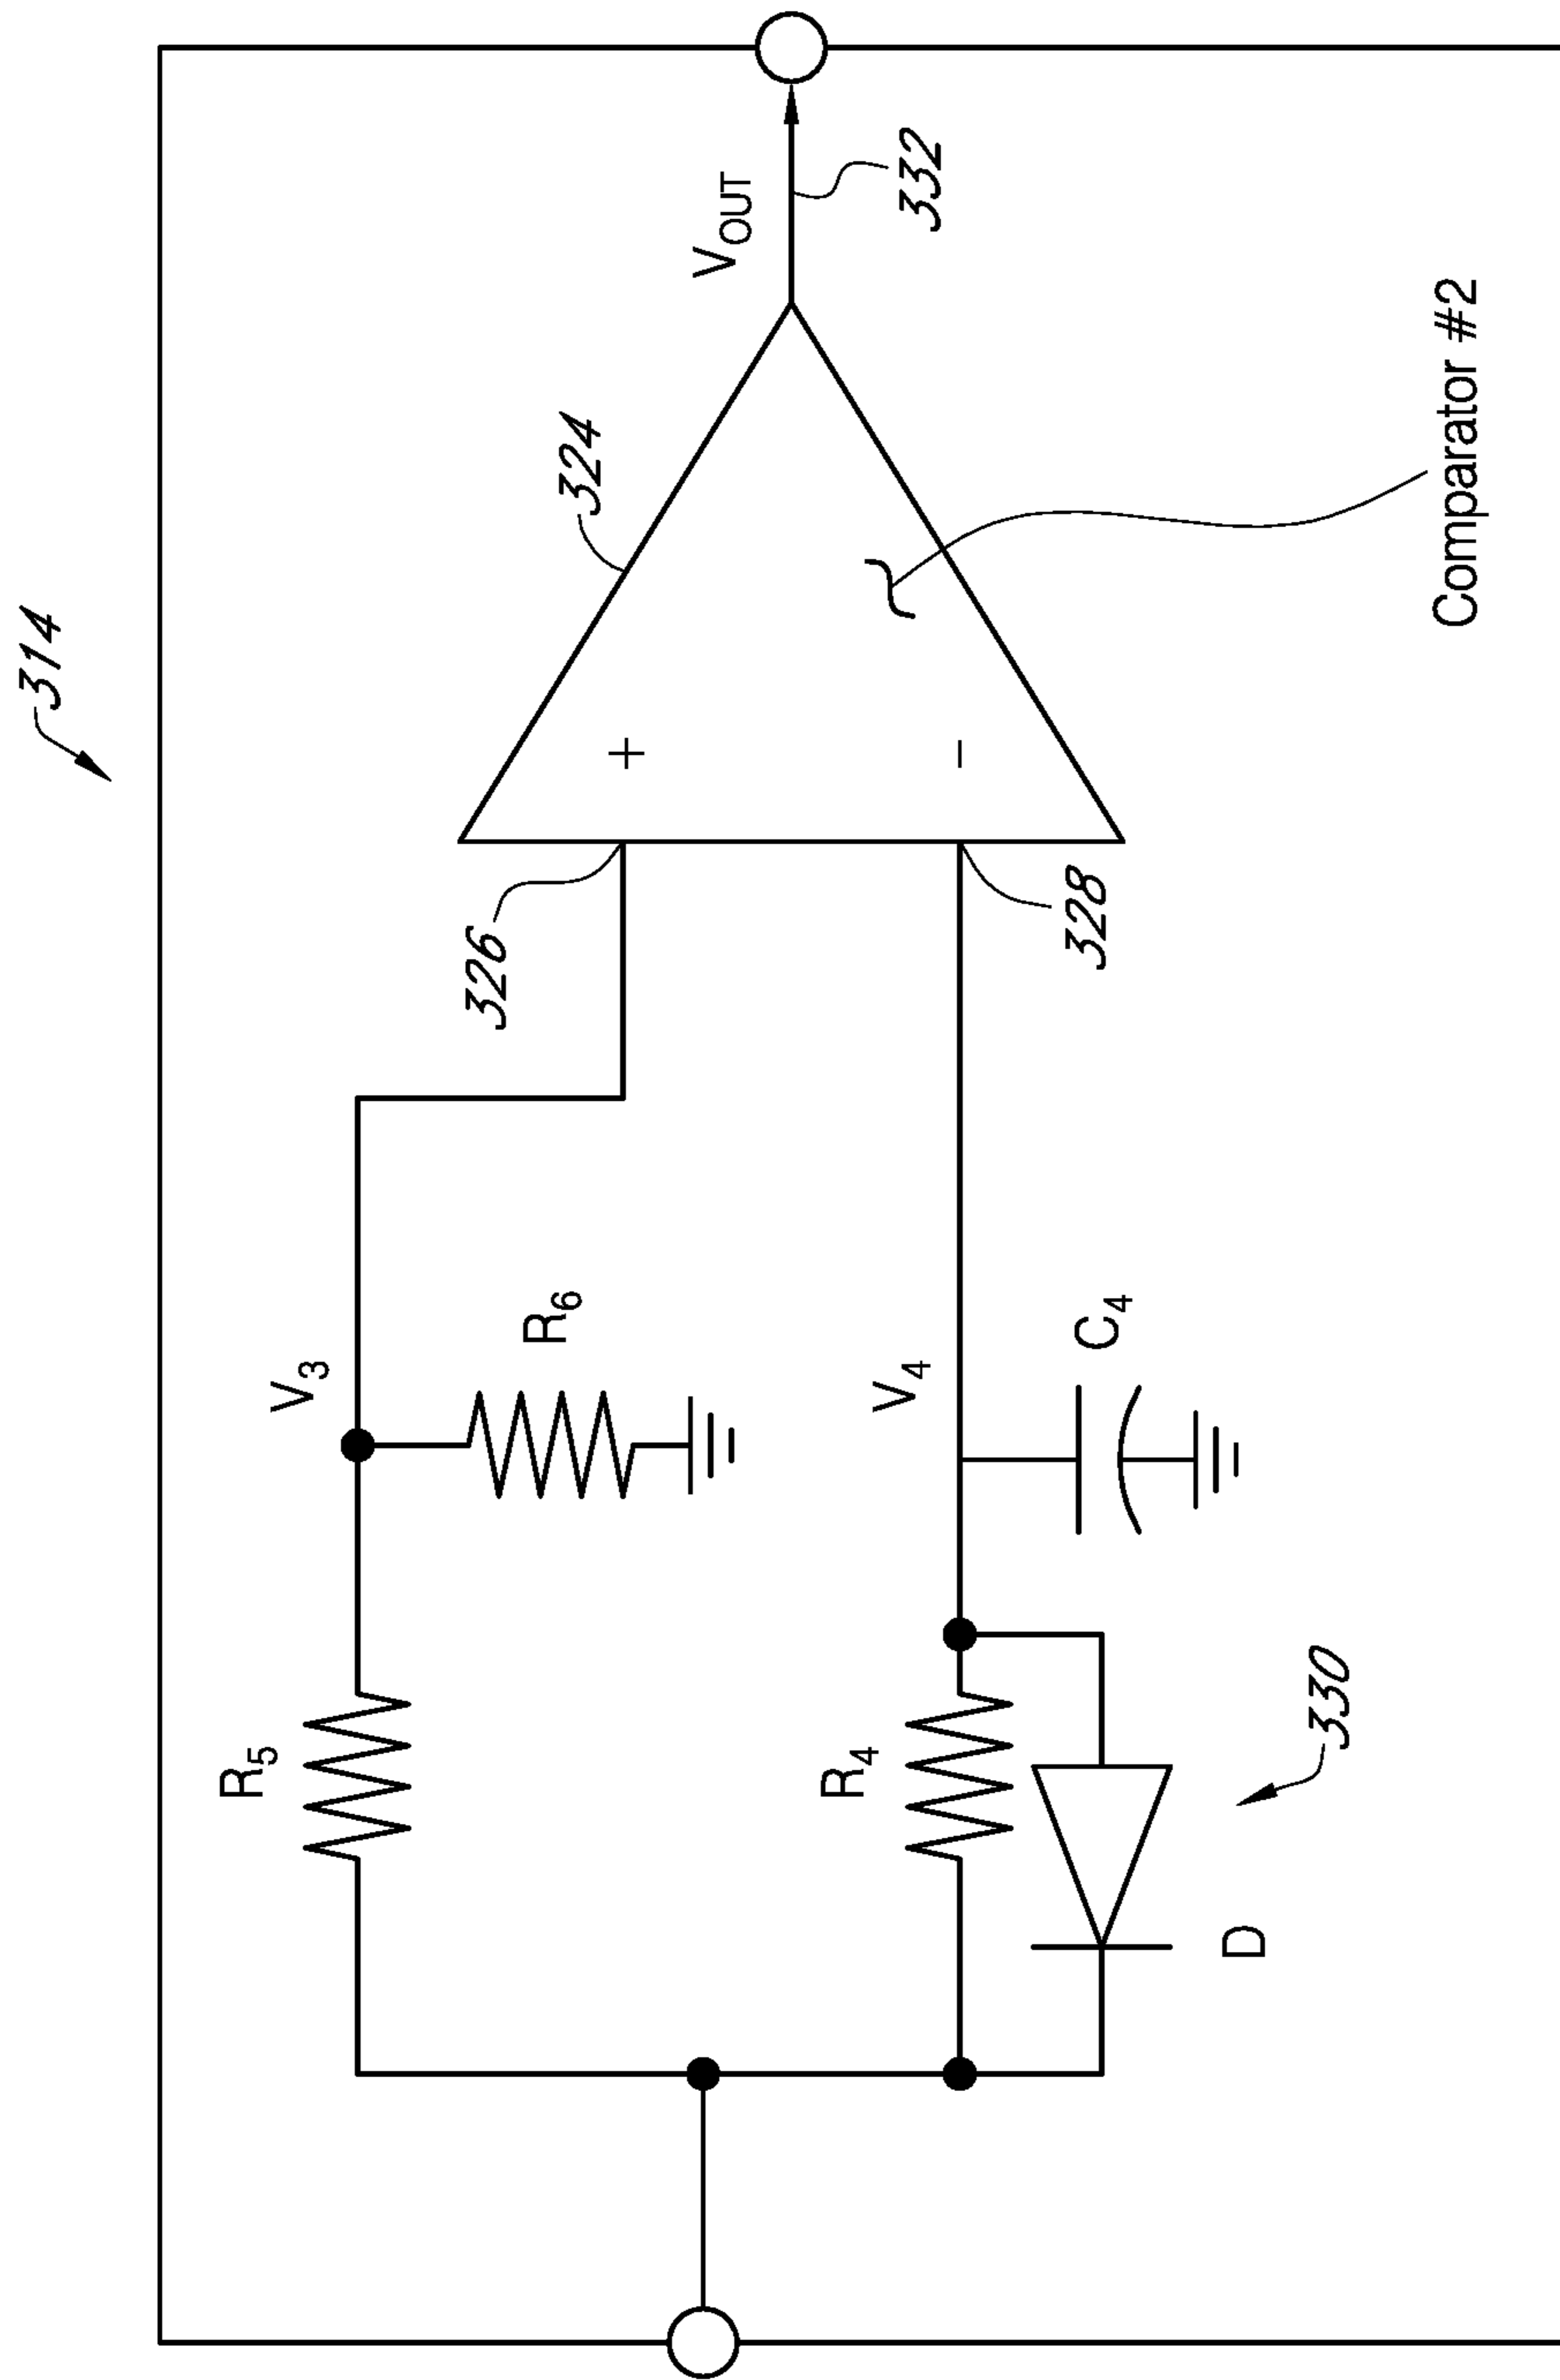 314
R5
V3
R6
326
324
+
−
VOUT
332
R4
V4
C4
328
D
330
Comparator #2